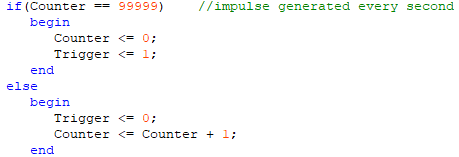 if(Counter == 99999)    //impulse generated every second
   begin
      Counter <= 0;
      Trigger <= 1;
   end
else
   begin
      Trigger <= 0;
      Counter <= Counter + 1;
   end